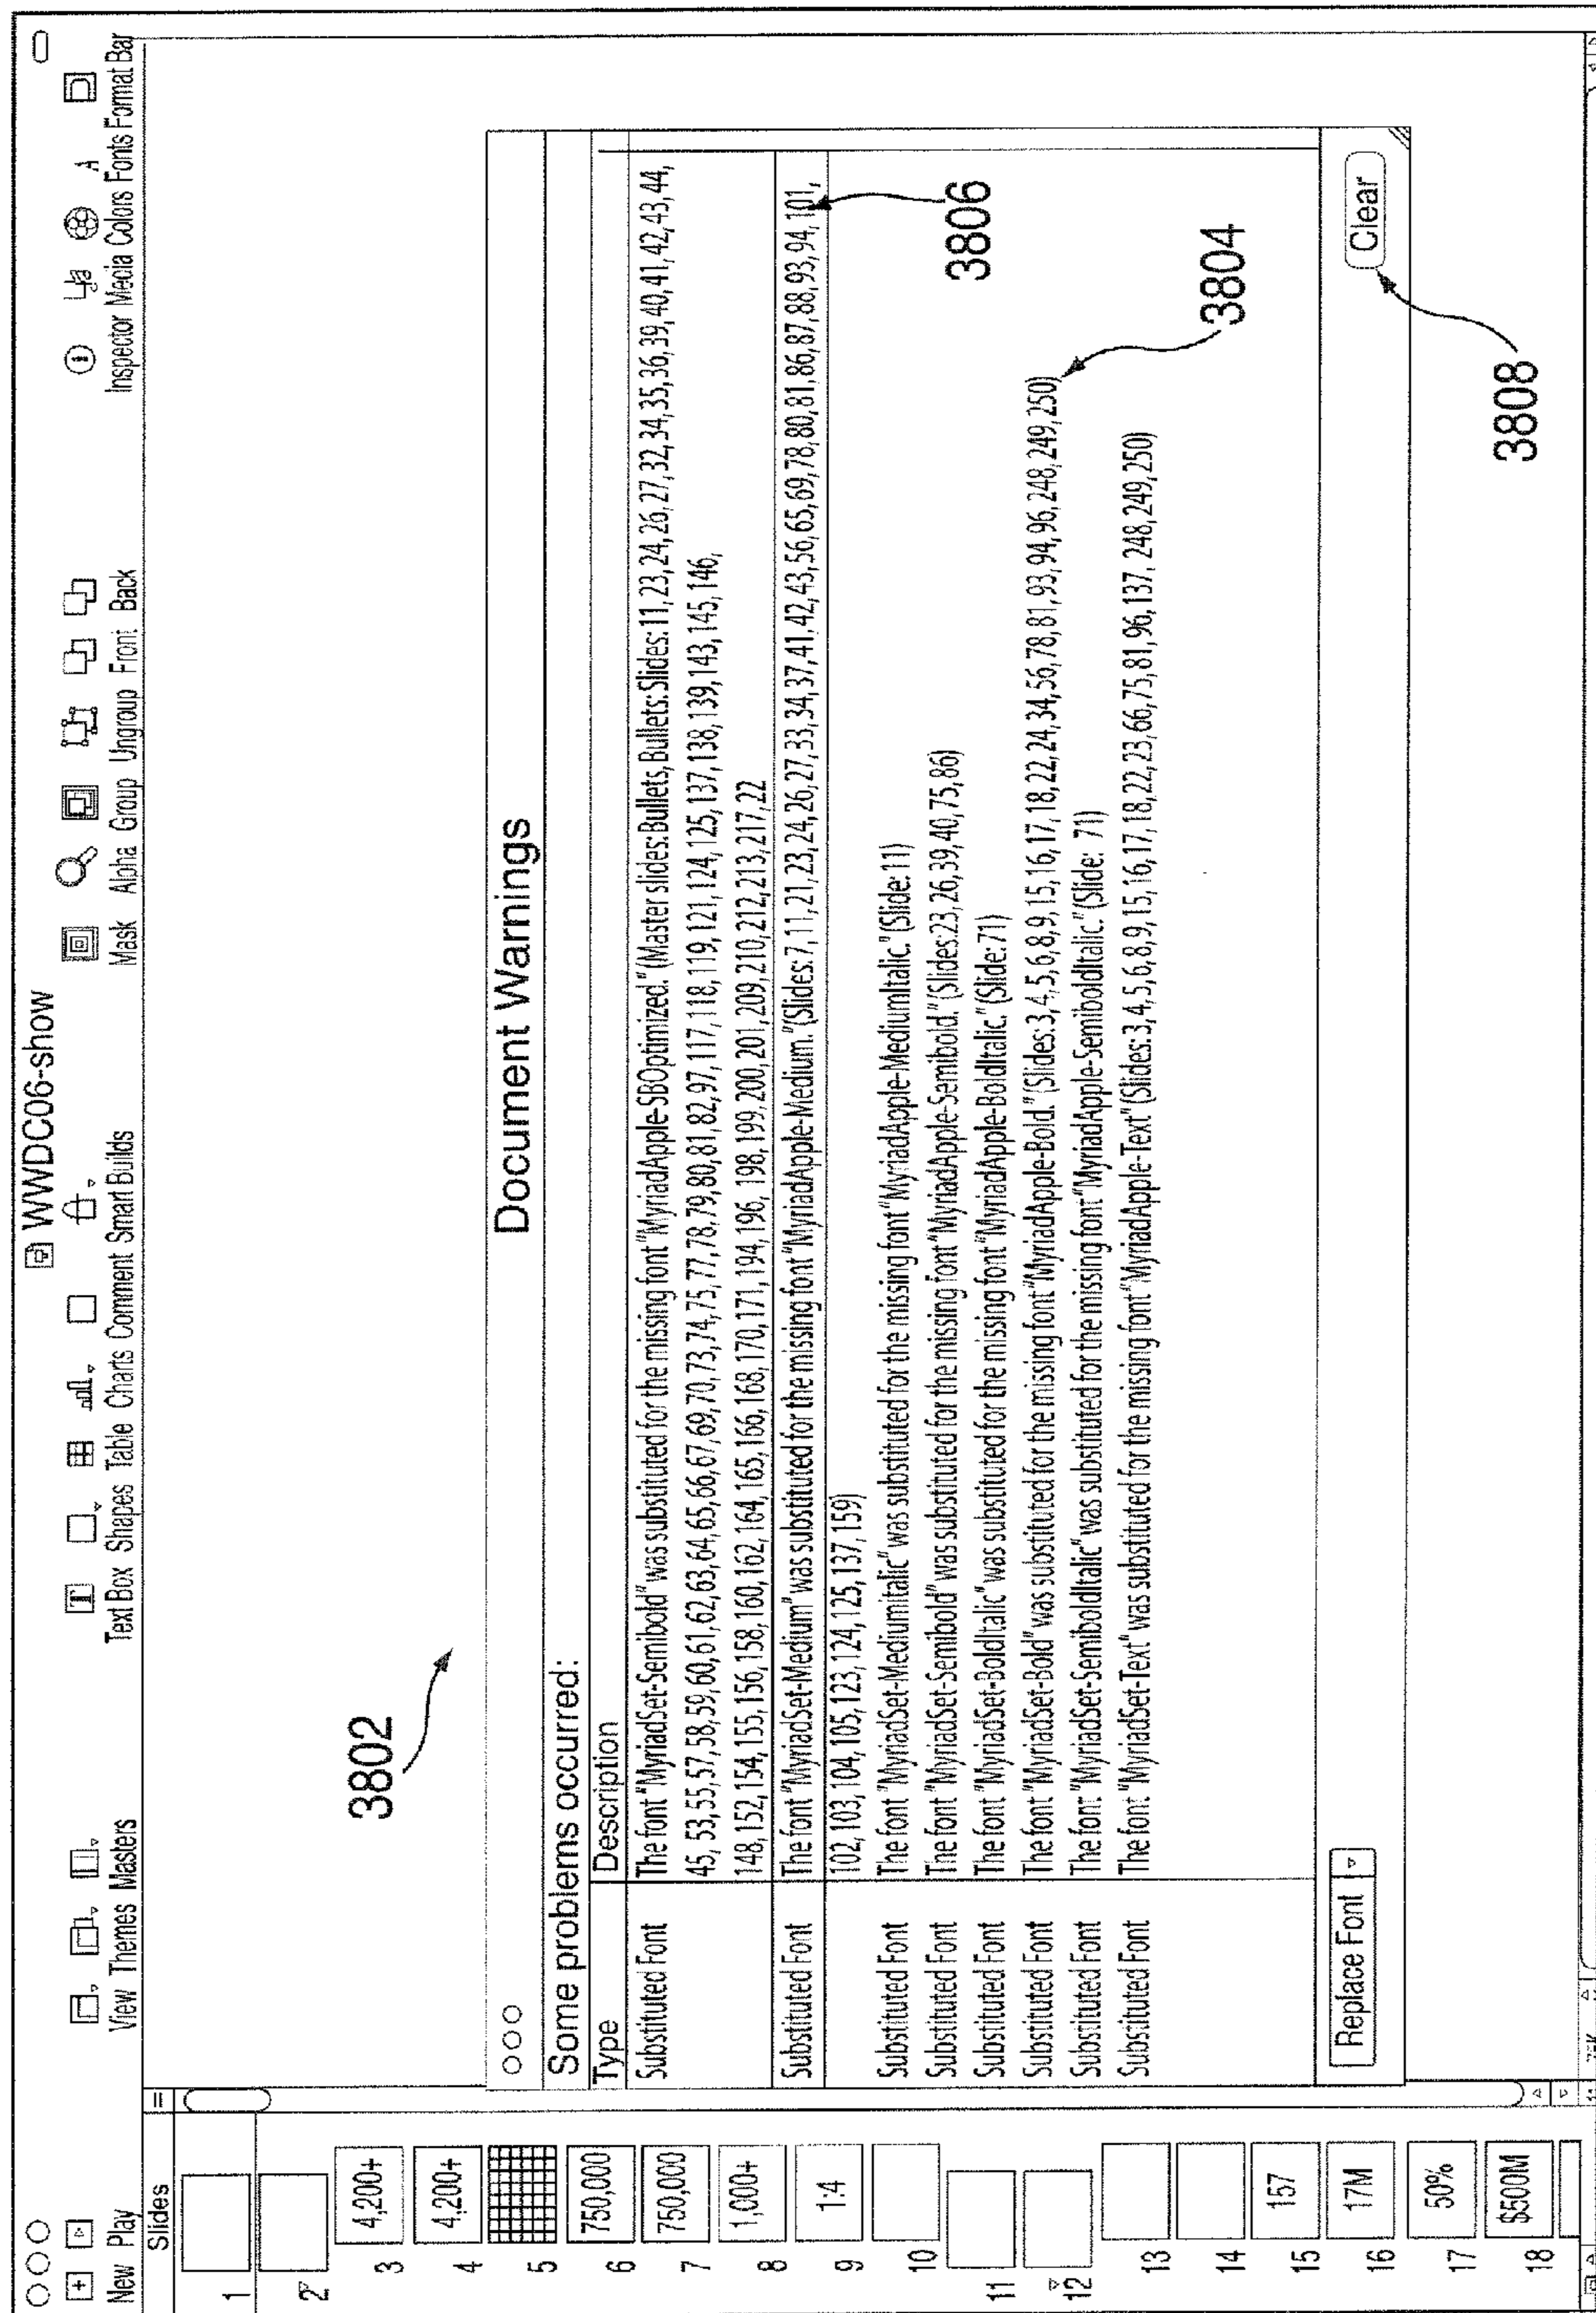 WWDC06-show
New Play View Themes Masters Text Box Shapes Table Charts Comment Smart Builds Mask Alpha Group Ungroup Front Back Inspector Media Colors Fonts Format Bar
Slides
1
2
3 4,200+
4 4,200+
5
6 750,000
7 750,000
8 1,000+
9 1:4
10
11
12
13
14
15 157
16 17M
17 50%
18 $500M
3802
Document Warnings
Some problems occurred:
Type Description
Substituted Font The font "MyriadSet-Semibold" was substituted for the missing font "MyriadApple-SBOptimized." (Master slides: Bullets, Bullets: Slides: 11, 23, 24, 26, 27, 32, 34, 35, 36, 39, 40, 41, 42, 43, 44,
45, 53, 55, 57, 58, 59, 60, 61, 62, 63, 64, 65, 66, 67, 69, 70, 73, 74, 75, 77, 78, 79, 80, 81, 82, 97, 117, 118, 119, 121, 124, 125, 137, 138, 139, 143, 145, 146,
148, 152, 154, 155, 156, 158, 160, 162, 164, 165, 166, 168, 170, 171, 194, 196, 198, 199, 200, 201, 209, 210, 212, 213, 217, 22
Substituted Font The font "MyriadSet-Medium" was substituted for the missing font "MyriadApple-Medium." (Slides: 7, 11, 21, 23, 24, 26, 27, 33, 34, 37, 41, 42, 43, 56, 65, 69, 78, 80, 81, 86, 87, 88, 93, 94, 101,
102, 103, 104, 105, 123, 124, 125, 137, 159)
Substituted Font The font "MyriadSet-Mediumitalic" was substituted for the missing font "MyriadApple-MediumItalic." (Slide: 11)
Substituted Font The font "MyriadSet-Semibold" was substituted for the missing font "MyriadApple-Semibold." (Slides: 23, 26, 39, 40, 75, 86)
Substituted Font The font "MyriadSet-BoldItalic" was substituted for the missing font "MyriadApple-BoldItalic." (Slide: 71)
Substituted Font The font "MyriadSet-Bold" was substituted for the missing font "MyriadApple-Bold." (Slides: 3, 4, 5, 6, 8, 9, 15, 16, 17, 18, 22, 24, 34, 56, 78, 81, 93, 94, 96, 248, 249, 250)
Substituted Font The font "MyriadSet-SemiboldItalic" was substituted for the missing font "MyriadApple-SemiboldItalic." (Slide: 71)
Substituted Font The font "MyriadSet-Text" was substituted for the missing font "MyriadApple-Text" (Slides: 3, 4, 5, 6, 8, 9, 15, 16, 17, 18, 22, 23, 66, 75, 81, 96, 137, 248, 249, 250)
3806
3804
Replace Font Clear
3808